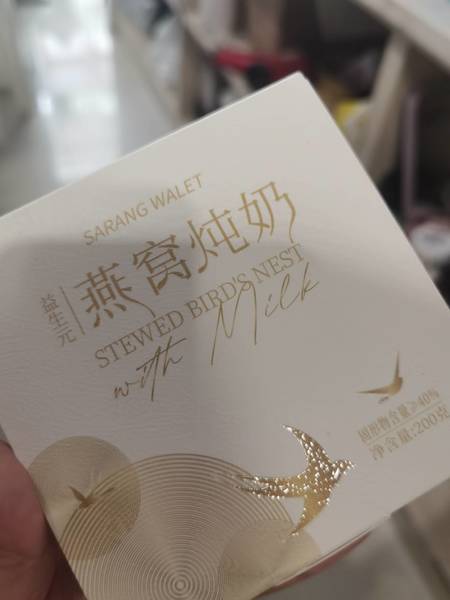 SARANG WALET
益生元
燕窝炖奶
STEWED BIRD'S NEST
with Milk
固形物含量≥40%
净含量:200克